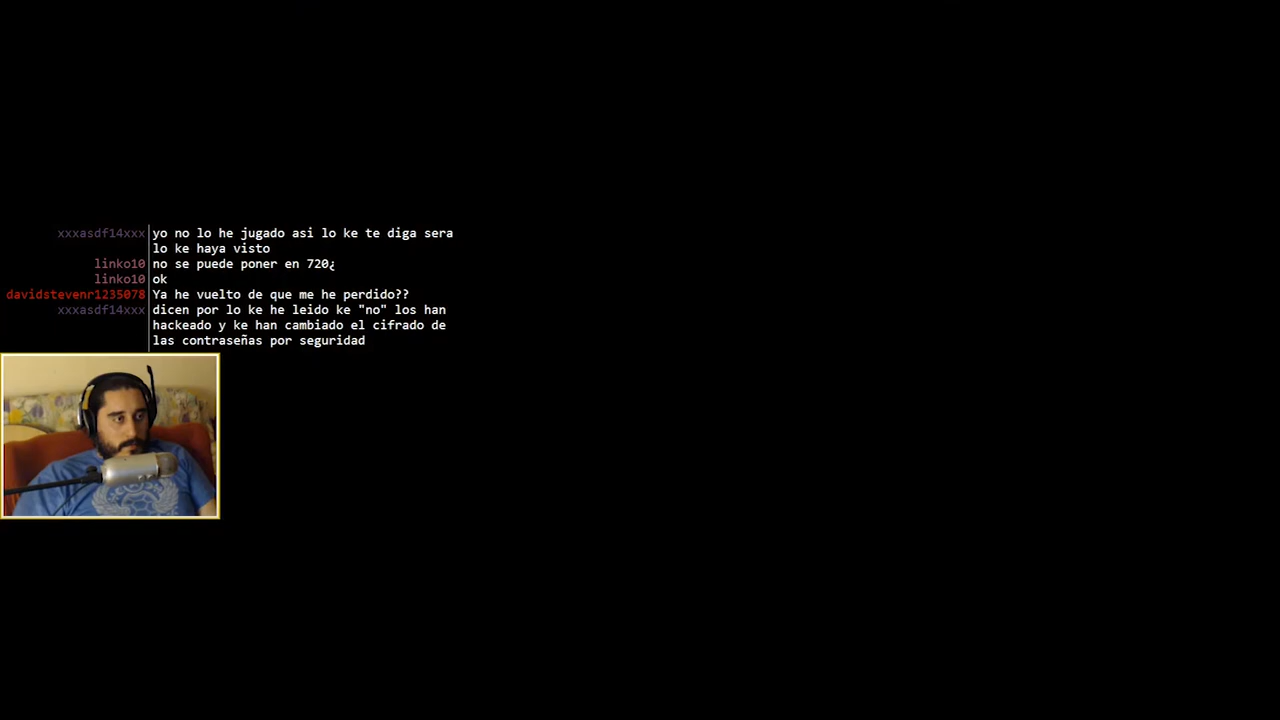 xxxasdf14xxx yo no lo he jugado asi lo ke te diga sera
lo ke haya visto
linko10 no se puede poner en 720¿
linko10 ok
davidstevenr1235078 Ya he vuelto de que me he perdido??
xxxasdf14xxx dicen por lo ke he leido ke "no" los han
hackeado y ke han cambiado el cifrado de
las contraseñas por seguridad